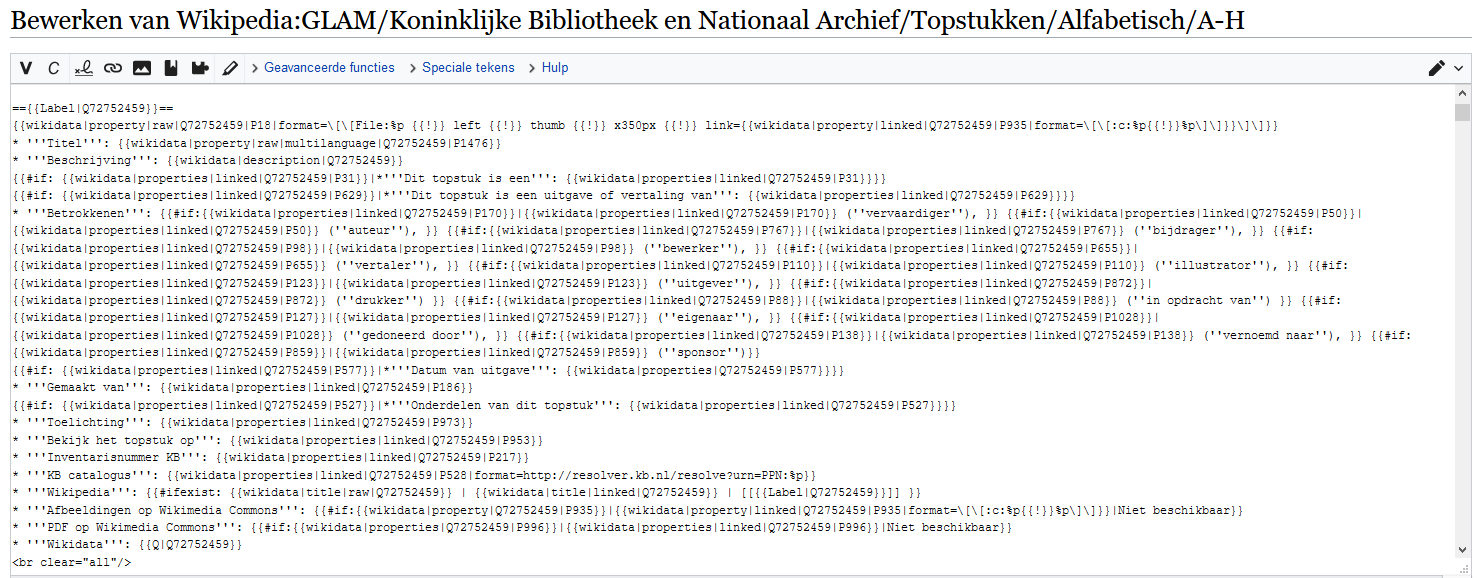 Bewerken van Wikipedia:GLAM/Koninklijke Bibliotheek en Nationaal Archief/Topstukken/Alfabetisch/A-H
V C Geavanceerde functies Speciale tekens Hulp
=={{Label|Q72752459}}==
{{wikidata|property|raw|Q72752459|P18|format=\[\[File:%p {{!}} left {{!}} thumb {{!}} x350px {{!}} link={{wikidata|property|linked|Q72752459|P935|format=\[\[:c:%p{{!}}%p\]\]}}\]\]}}
* '''Titel''': {{wikidata|property|raw|multilanguage|Q72752459|P1476}}
* '''Beschrijving''': {{wikidata|description|Q72752459}}
{{#if: {{wikidata|properties|linked|Q72752459|P31}}|*'''Dit topstuk is een''': {{wikidata|properties|linked|Q72752459|P31}}}}
{{#if: {{wikidata|properties|linked|Q72752459|P629}}|*'''Dit topstuk is een uitgave of vertaling van''': {{wikidata|properties|linked|Q72752459|P629}}}}
* '''Betrokkenen''': {{#if:{{wikidata|properties|linked|Q72752459|P170}}|{{wikidata|properties|linked|Q72752459|P170}} (''vervaardiger''), }} {{#if:{{wikidata|properties|linked|Q72752459|P50}}|
{{wikidata|properties|linked|Q72752459|P50}} (''auteur''), }} {{#if:{{wikidata|properties|linked|Q72752459|P767}}|{{wikidata|properties|linked|Q72752459|P767}} (''bijdrager''), }} {{#if:
{{wikidata|properties|linked|Q72752459|P98}}|{{wikidata|properties|linked|Q72752459|P98}} (''bewerker''), }} {{#if:{{wikidata|properties|linked|Q72752459|P655}}|
{{wikidata|properties|linked|Q72752459|P655}} (''vertaler''), }} {{#if:{{wikidata|properties|linked|Q72752459|P110}}|{{wikidata|properties|linked|Q72752459|P110}} (''illustrator''), }} {{#if:
{{wikidata|properties|linked|Q72752459|P123}}|{{wikidata|properties|linked|Q72752459|P123}} (''uitgever''), }} {{#if:{{wikidata|properties|linked|Q72752459|P872}}|
{{wikidata|properties|linked|Q72752459|P872}} (''drukker'') }} {{#if:{{wikidata|properties|linked|Q72752459|P88}}|{{wikidata|properties|linked|Q72752459|P88}} (''in opdracht van'') }} {{#if:
{{wikidata|properties|linked|Q72752459|P127}}|{{wikidata|properties|linked|Q72752459|P127}} (''eigenaar''), }} {{#if:{{wikidata|properties|linked|Q72752459|P1028}}|
{{wikidata|properties|linked|Q72752459|P1028}} (''gedoneerd door''), }} {{#if:{{wikidata|properties|linked|Q72752459|P138}}|{{wikidata|properties|linked|Q72752459|P138}} (''vernoemd naar''), }} {{#if:
{{wikidata|properties|linked|Q72752459|P859}}|{{wikidata|properties|linked|Q72752459|P859}} (''sponsor'')}}
{{#if: {{wikidata|properties|linked|Q72752459|P577}}|*'''Datum van uitgave''': {{wikidata|properties|Q72752459|P577}}}}
* '''Gemaakt van''': {{wikidata|properties|linked|Q72752459|P186}}
{{#if: {{wikidata|properties|linked|Q72752459|P527}}|*'''Onderdelen van dit topstuk''': {{wikidata|properties|linked|Q72752459|P527}}}}
* '''Toelichting''': {{wikidata|properties|linked|Q72752459|P973}}
* '''Bekijk het topstuk op''': {{wikidata|properties|linked|Q72752459|P953}}
* '''Inventarisnummer KB''': {{wikidata|properties|linked|Q72752459|P217}}
* '''KB catalogus''': {{wikidata|properties|linked|Q72752459|P528|format=http://resolver.kb.nl/resolve?urn=PPN:%p}}
* '''Wikipedia''': {{#ifexist: {{wikidata|title|raw|Q72752459}} | {{wikidata|title|linked|Q72752459}} | [[{{Label|Q72752459}}]] }}
* '''Afbeeldingen op Wikimedia Commons''': {{#if:{{wikidata|property|Q72752459|P935}}|{{wikidata|property|linked|Q72752459|P935|format=\[\[:c:%p{{!}}%p\]\]}}|Niet beschikbaar}}
* '''PDF op Wikimedia Commons''': {{#if:{{wikidata|properties|Q72752459|P996}}|{{wikidata|properties|linked|Q72752459|P996}}|Niet beschikbaar}}
* '''Wikidata''': {{Q|Q72752459}}
<br clear="all"/>